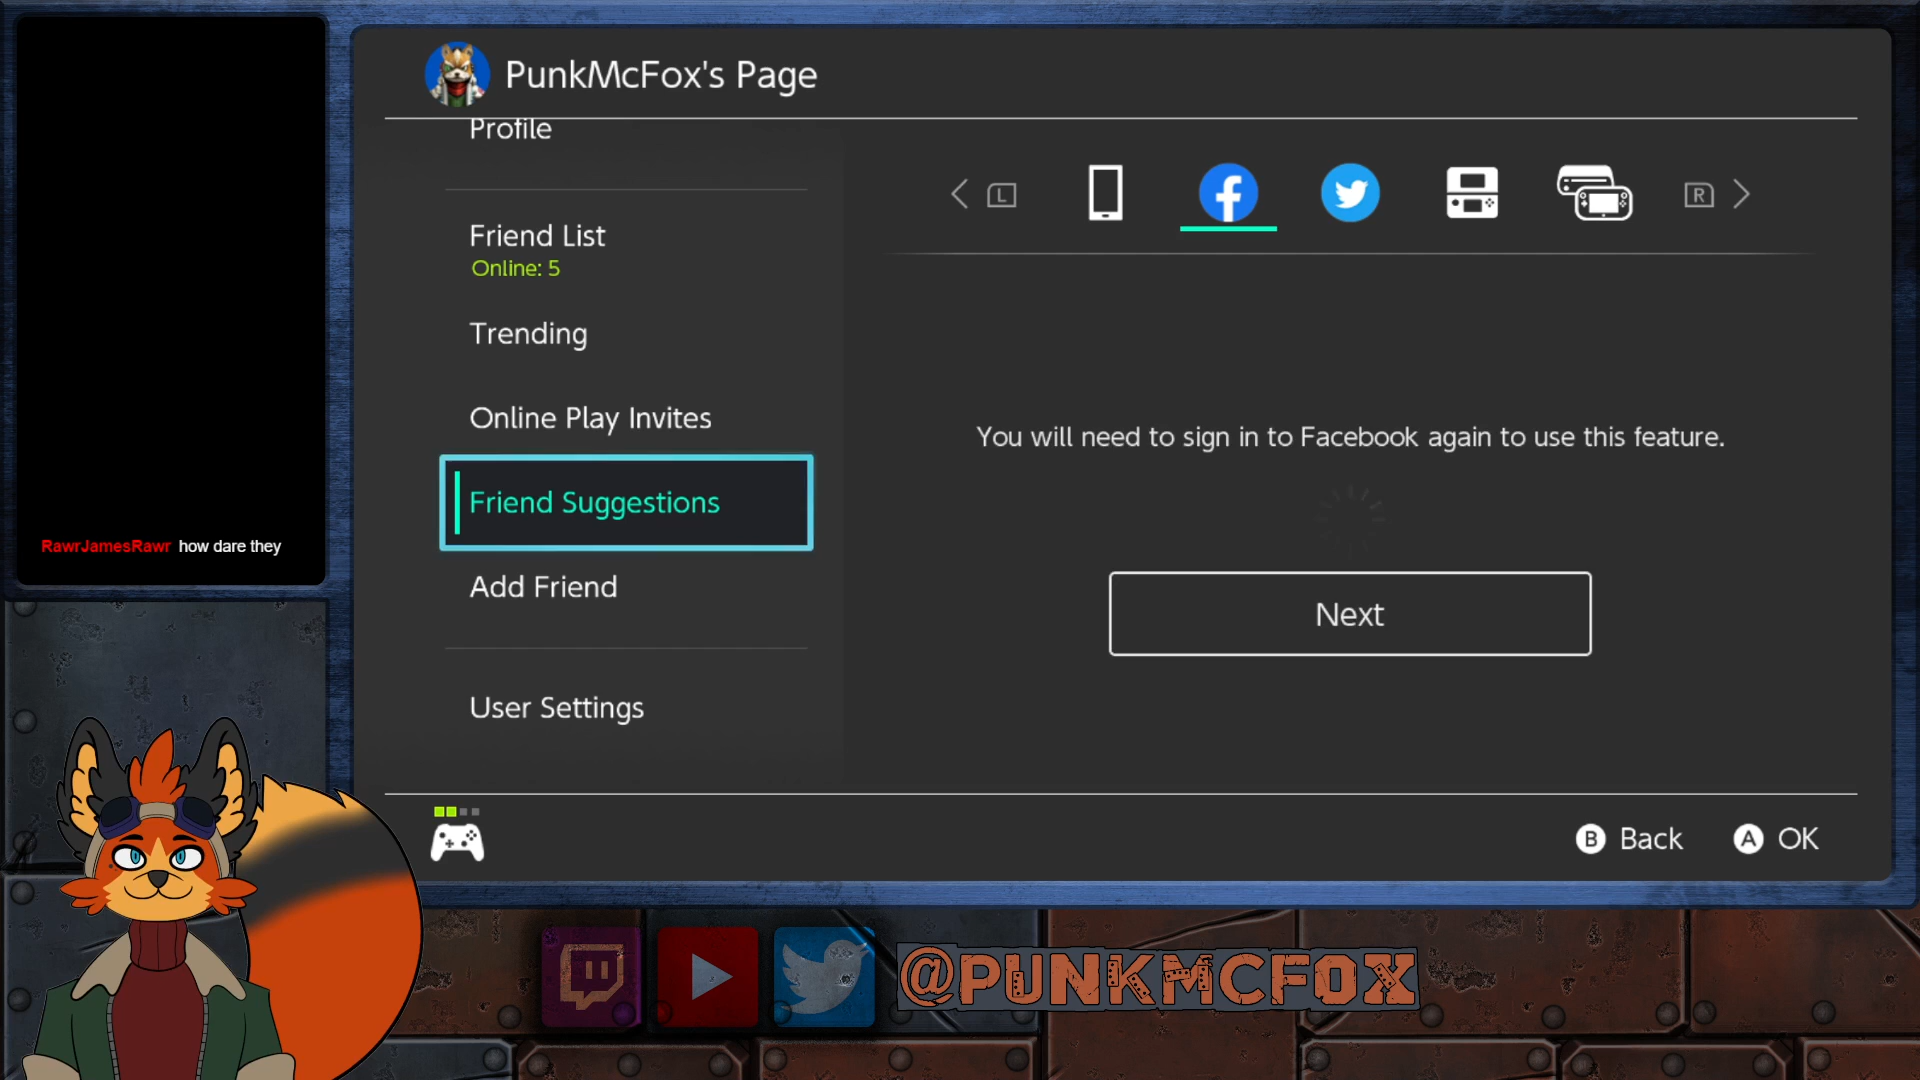 PunkMcFox's Page
Profile
Friend List
Online: 5
Trending
Online Play Invites
Friend Suggestions
Add Friend
User Settings
L
R
You will need to sign in to Facebook again to use this feature.
Next
B Back
A OK
RawrJamesRawr how dare they
@PUNKMCFOX